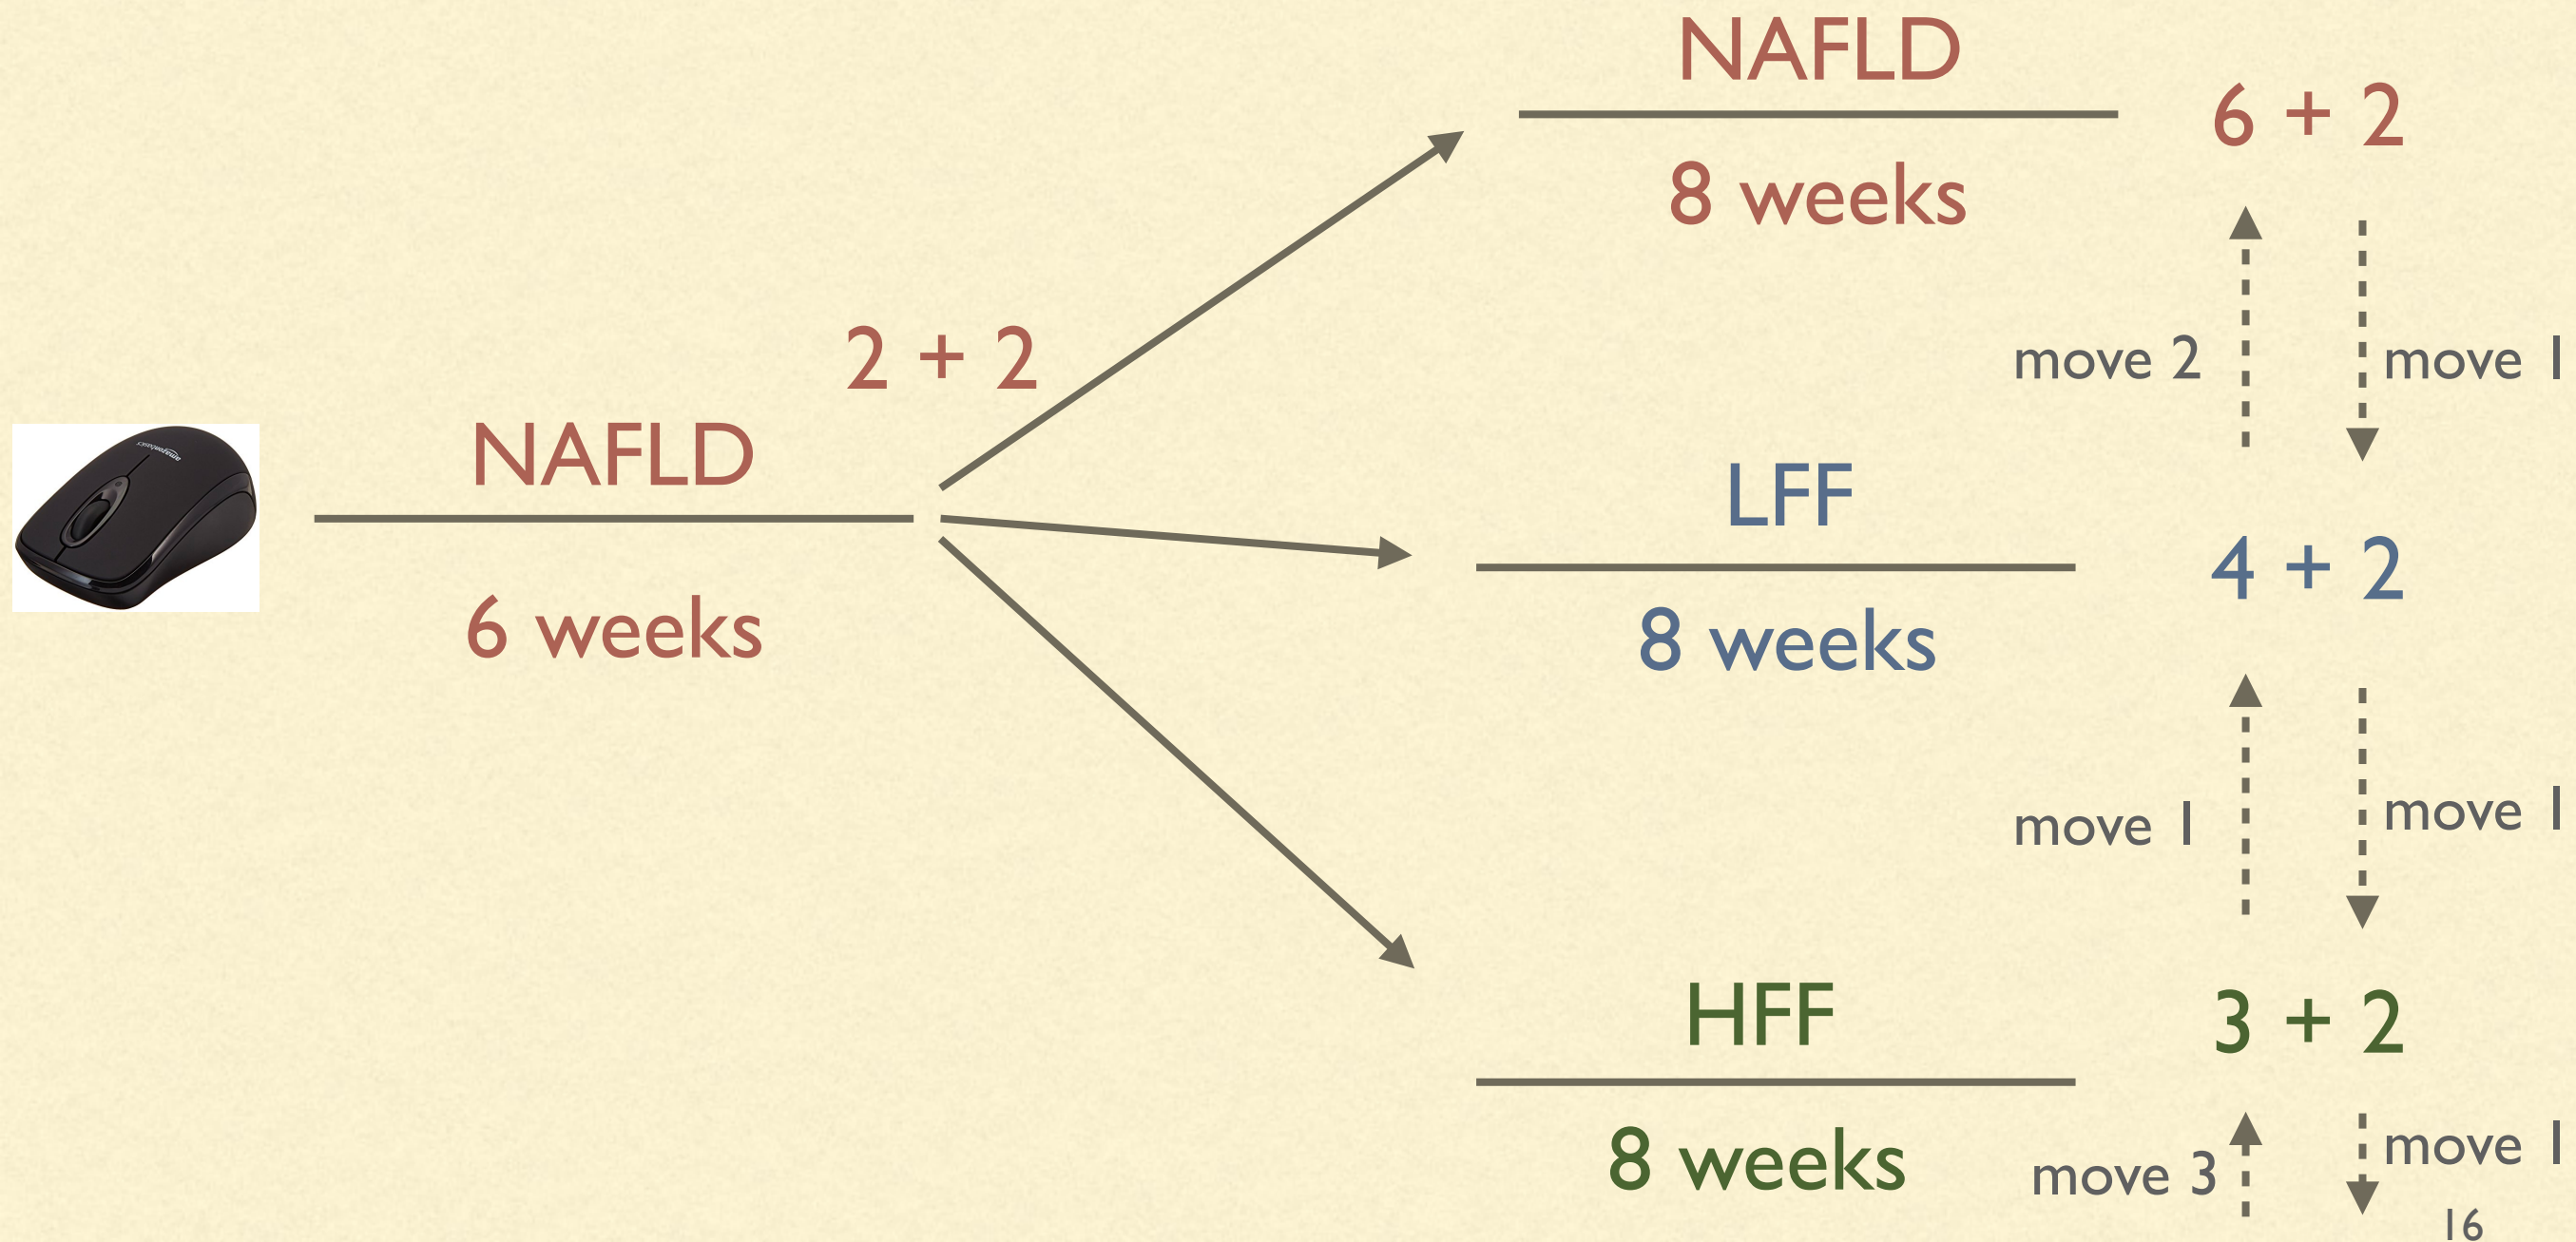 amazonbasics
NAFLD
6 weeks
2 + 2
NAFLD
8 weeks
6 + 2
move 2
move 1
LFF
8 weeks
4 + 2
move 1
move 1
HFF
8 weeks
3 + 2
move 3
move 1
16